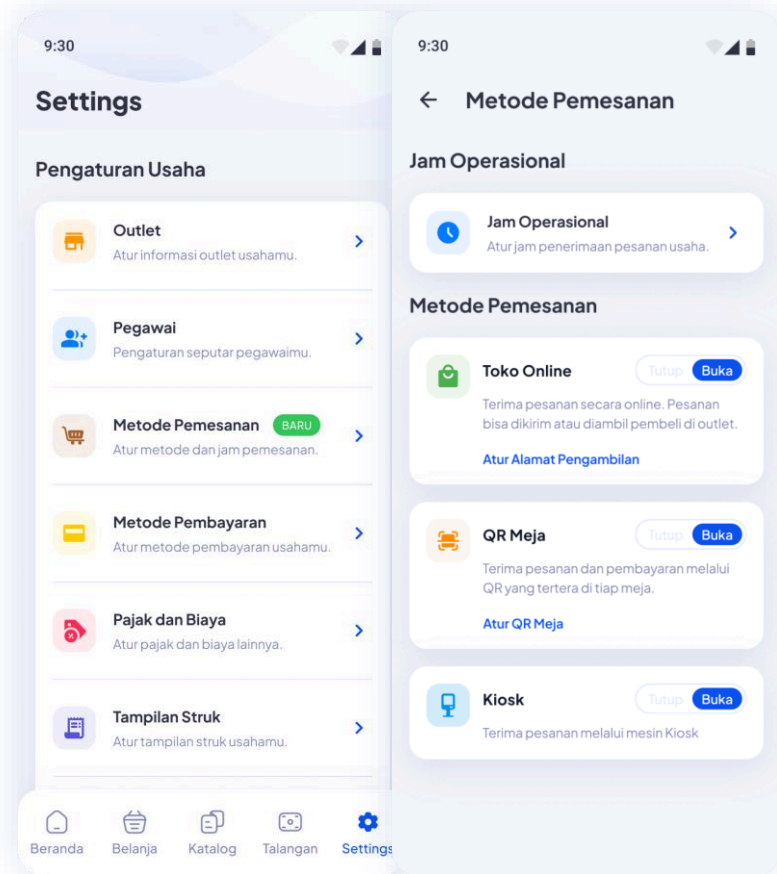 9:30
Settings
Pengaturan Usaha
Outlet
Atur informasi outlet usahamu.
Pegawai
Pengaturan seputar pegawaimu.
Metode Pemesanan BARU
Atur metode dan jam pemesanan.
Metode Pembayaran
Atur metode pembayaran usahamu.
Pajak dan Biaya
Atur pajak dan biaya lainnya.
Tampilan Struk
Atur tampilan struk usahamu.
Beranda Belanja Katalog Talangan Settings
9:30
Metode Pemesanan
Jam Operasional
Jam Operasional
Atur jam penerimaan pesanan usaha.
Metode Pemesanan
Toko Online Tutup Buka
Terima pesanan secara online. Pesanan
bisa dikirim atau diambil pembeli di outlet.
Atur Alamat Pengambilan
QR Meja Tutup Buka
Terima pesanan dan pembayaran melalui
QR yang tertera di tiap meja.
Atur QR Meja
Kiosk Tutup Buka
Terima pesanan melalui mesin Kiosk